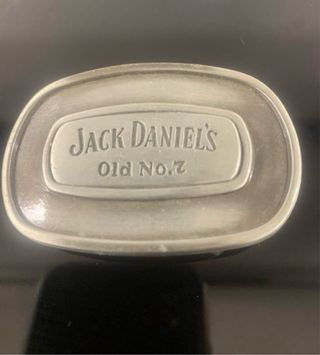 JACK DANIEL'S
Old No.7